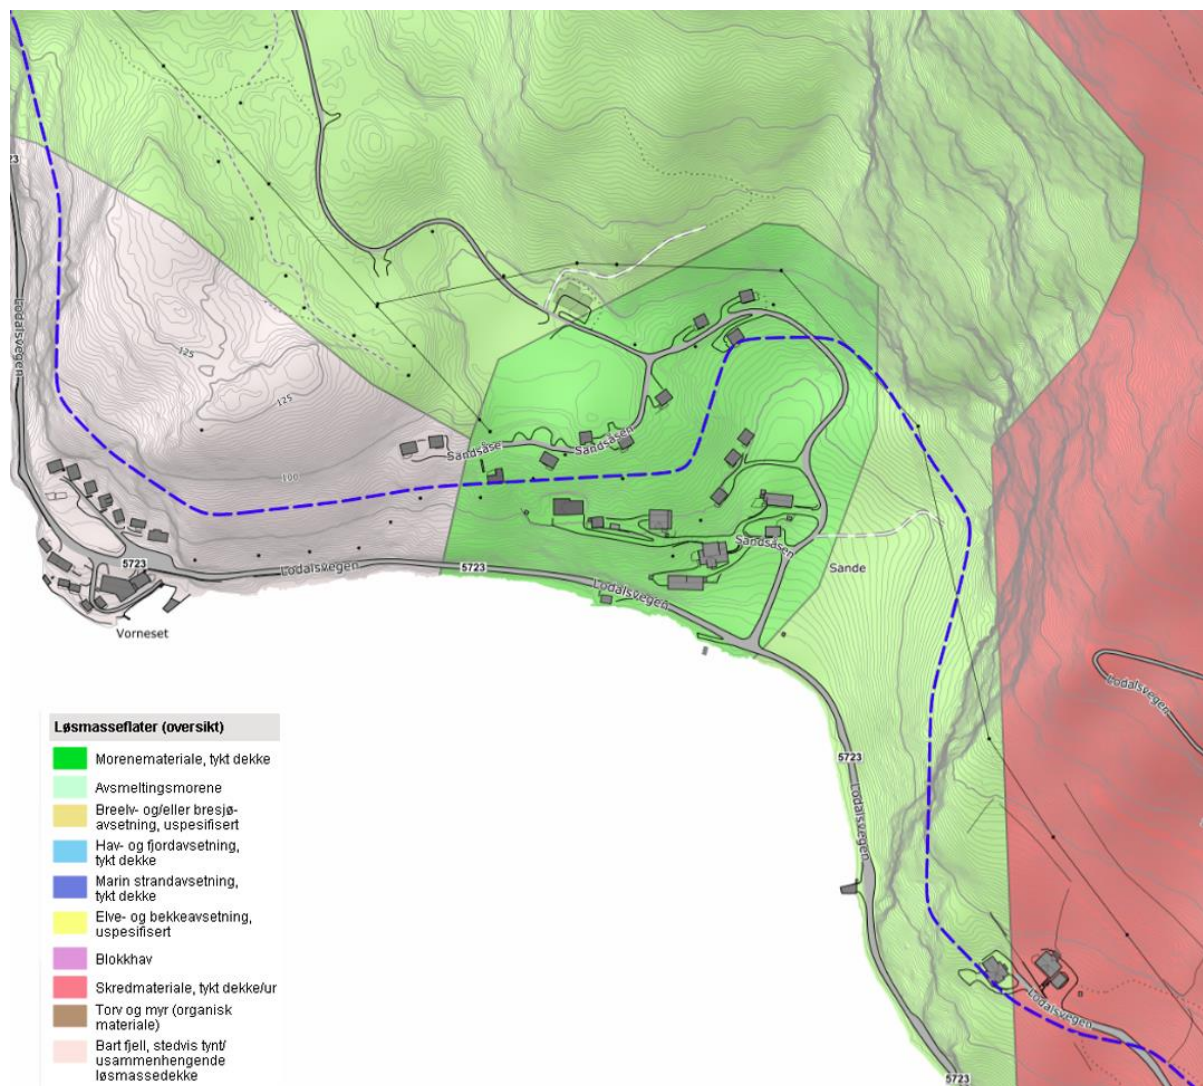 23
Lodalsvegen
125
125
100
Sandsåse
Sandsåsen
5723
Lodalsvegen
5723
Lodalsvegen
Sandsåsen
Sande
Vorneset
Lodalsvegen
5723
Lodalsvegen
B
Lodalsvegen
5723
Løsmasseflater (oversikt)
Morenemateriale, tykt dekke
Avsmeltingsmorene
Breelv- og/eller bresjø-
avsetning, uspesifisert
Hav- og fjordavsetning,
tykt dekke
Marin strandavsetning,
tykt dekke
Elve- og bekkeavsetning,
uspesifisert
Blokkhav
Skredmateriale, tykt dekke/ur
Torv og myr (organisk
materiale)
Bart fjell, stedvis tynt/
usammenhengende
løsmassedekke